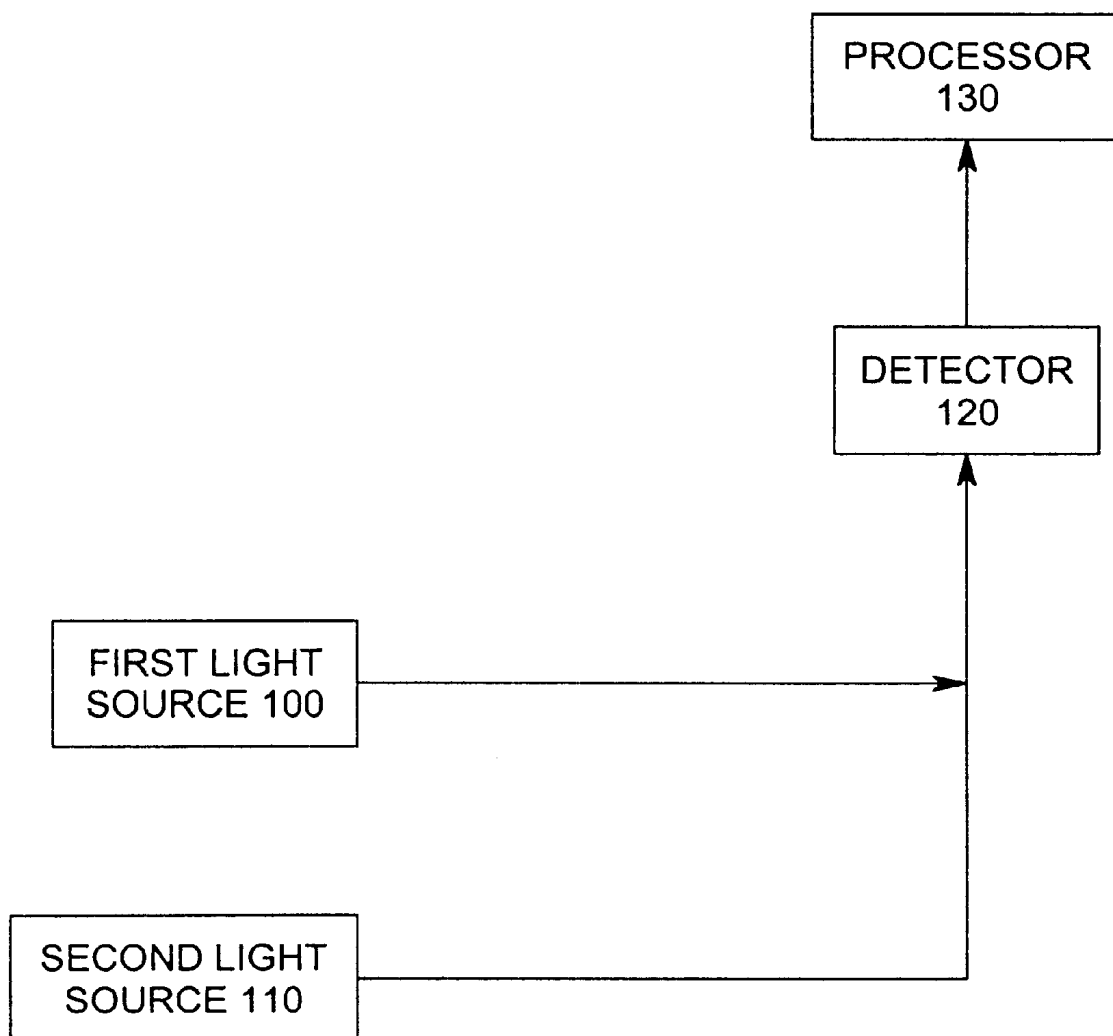 PROCESSOR
130
DETECTOR
120
FIRST LIGHT
SOURCE 100
SECOND LIGHT
SOURCE 110